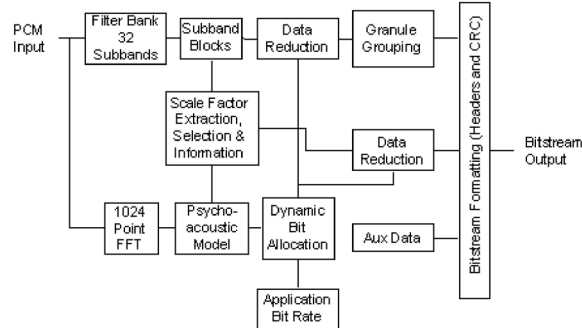 PCM
Input
Filter Bank
32
Subbands
Subband
Blocks
Data
Reduction
Granule
Grouping
Scale Factor
Extraction,
Selection &
Information
Data
Reduction
Bitstream Formatting (Headers and CRC)
Bitstream
Output
1024
Point
FFT
Psycho-
acoustic
Model
Dynamic
Bit
Allocation
Aux Data
Application
Bit Rate